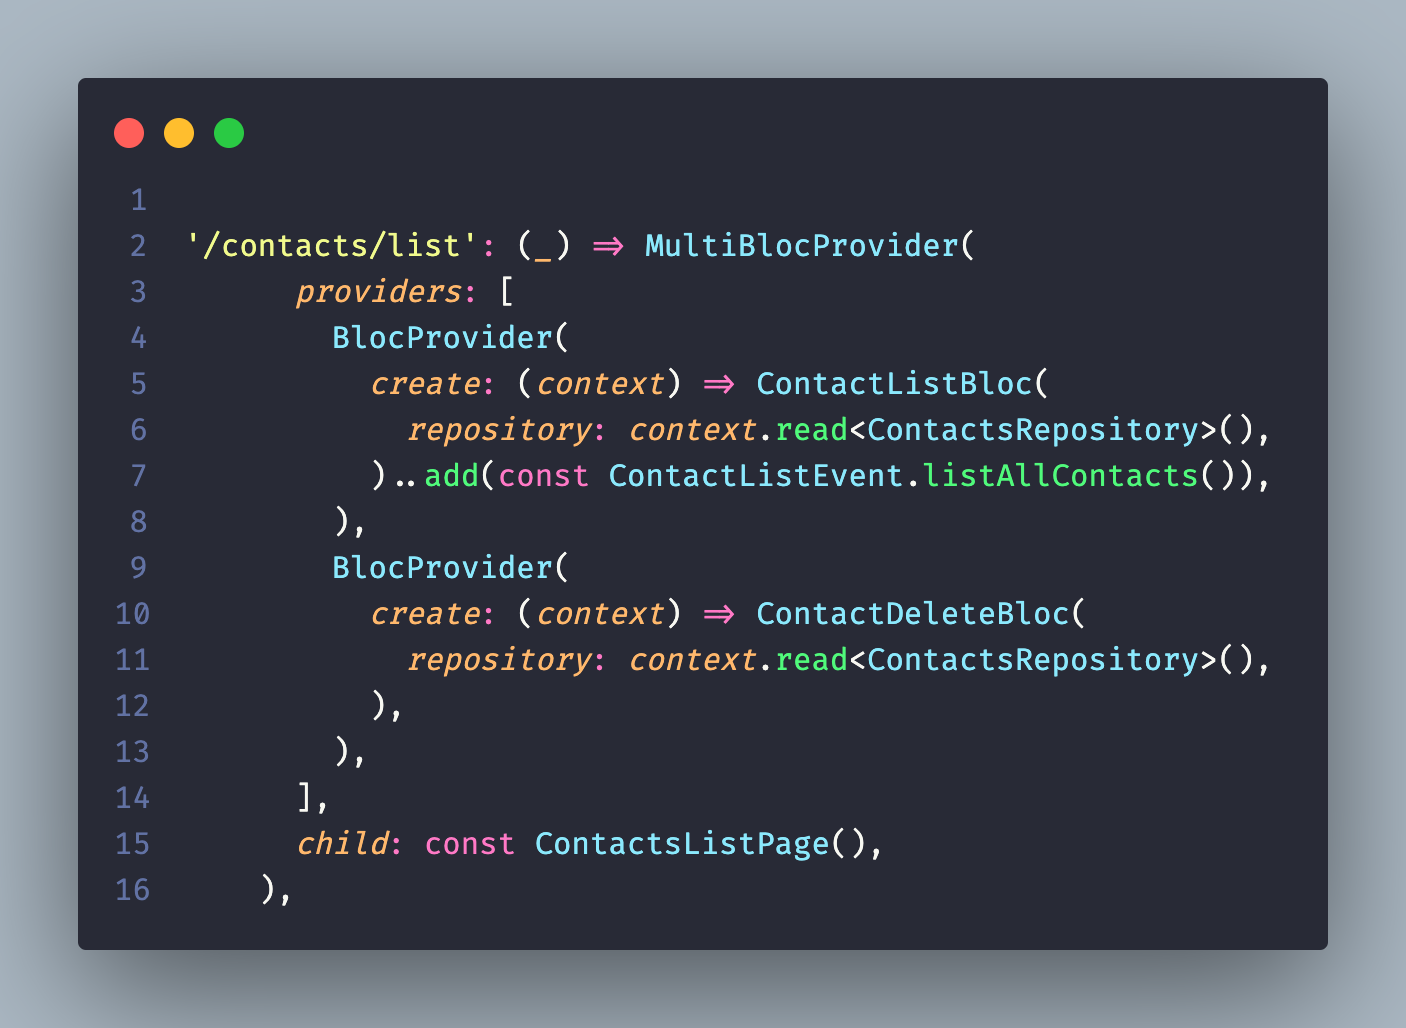 1
2 '/contacts/list': (_) => MultiBlocProvider(
3       providers: [
4         BlocProvider(
5           create: (context) => ContactListBloc(
6             repository: context.read<ContactsRepository>(),
7           )..add(const ContactListEvent.listAllContacts()),
8         ),
9         BlocProvider(
10           create: (context) => ContactDeleteBloc(
11             repository: context.read<ContactsRepository>(),
12           ),
13         ),
14       ],
15       child: const ContactsListPage(),
16     ),